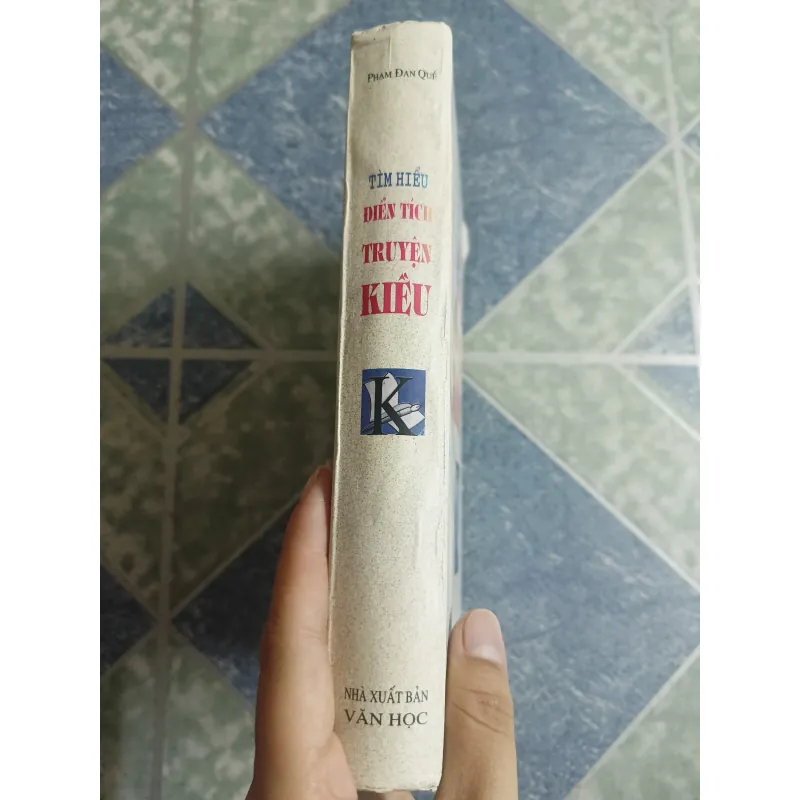 PHẠM ĐAN QUẾ
TÌM HIỂU
ĐIỂN TÍCH
TRUYỆN
KIỀU
K
NHÀ XUẤT BẢN
VĂN HỌC